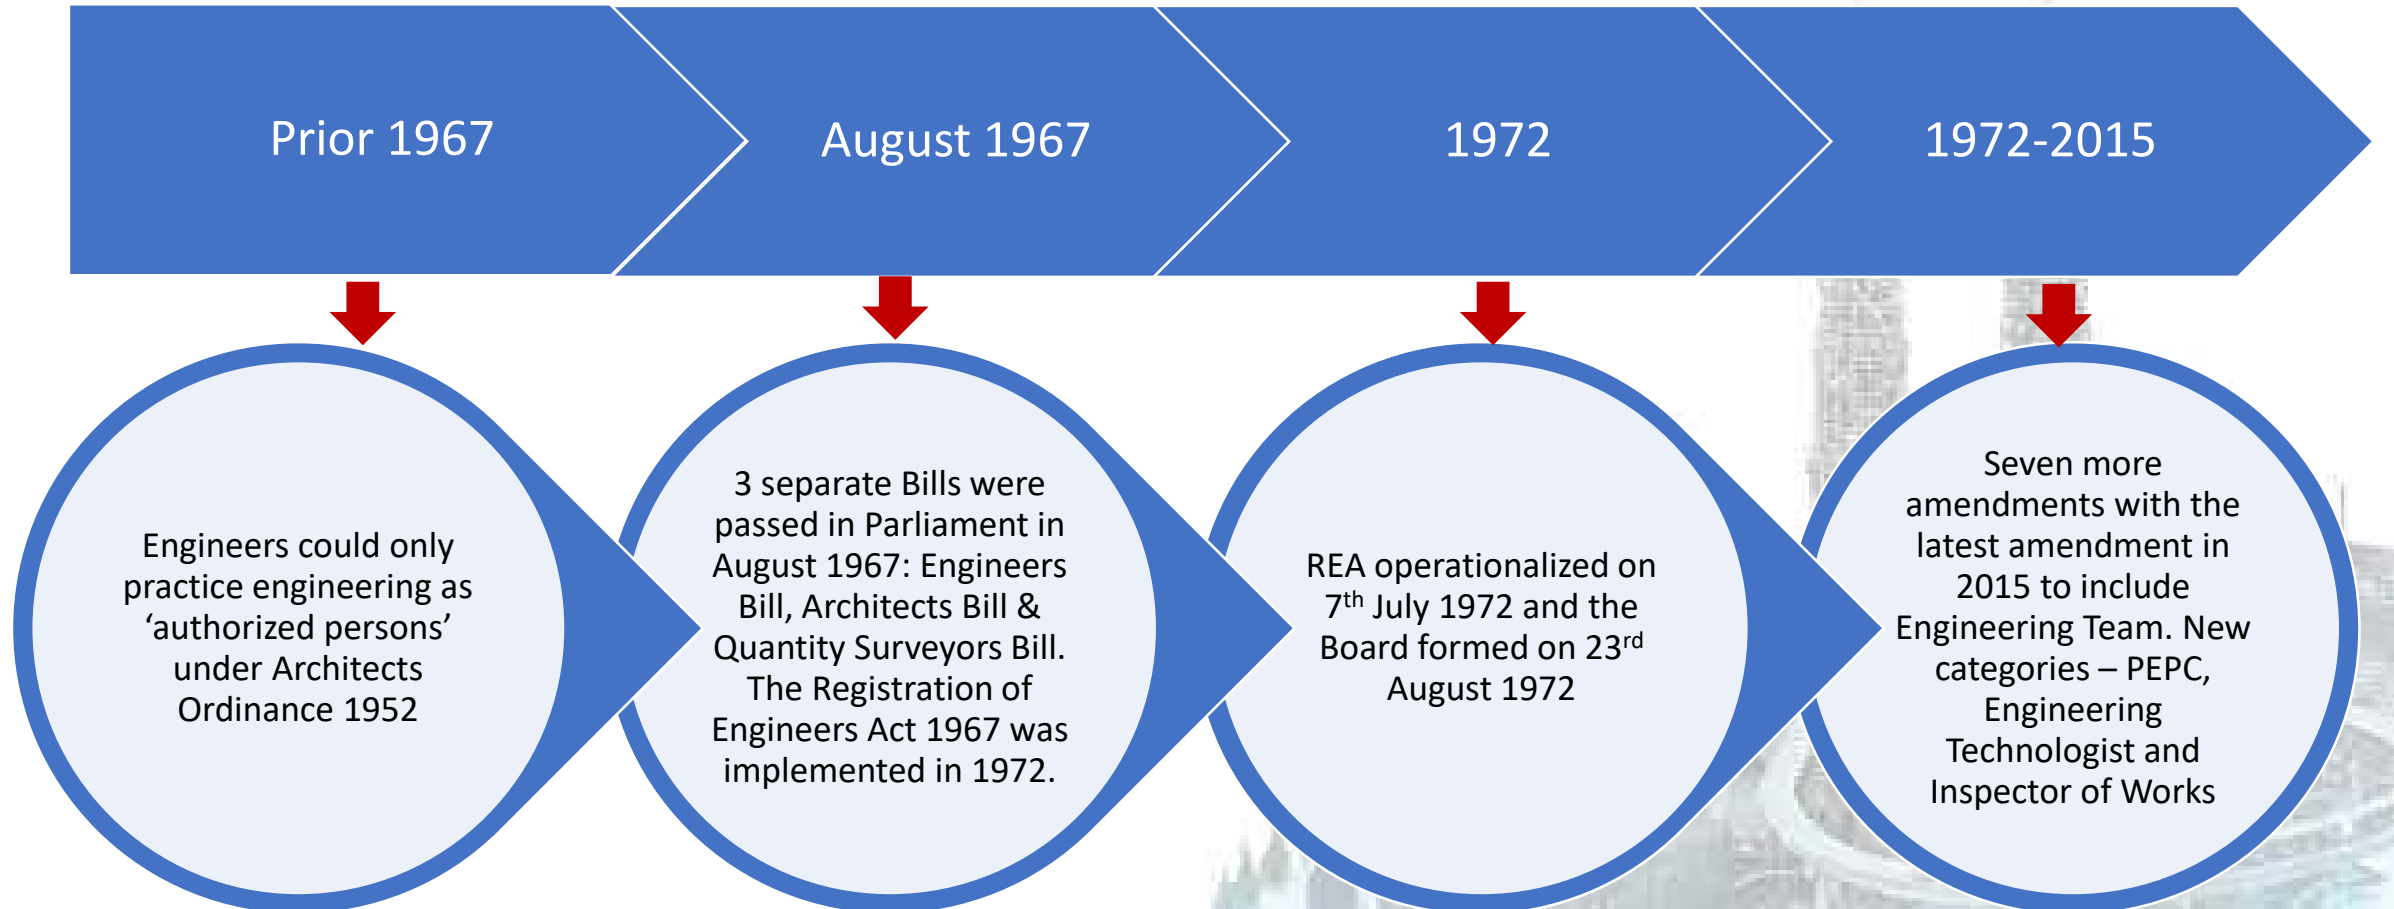 Prior 1967
August 1967
1972
1972-2015
Engineers could only
practice engineering as
‘authorized persons’
under Architects
Ordinance 1952
3 separate Bills were
passed in Parliament in
August 1967: Engineers
Bill, Architects Bill &
Quantity Surveyors Bill.
The Registration of
Engineers Act 1967 was
implemented in 1972.
REA operationalized on
7th July 1972 and the
Board formed on 23rd
August 1972
Seven more
amendments with the
latest amendment in
2015 to include
Engineering Team. New
categories – PEPC,
Engineering
Technologist and
Inspector of Works